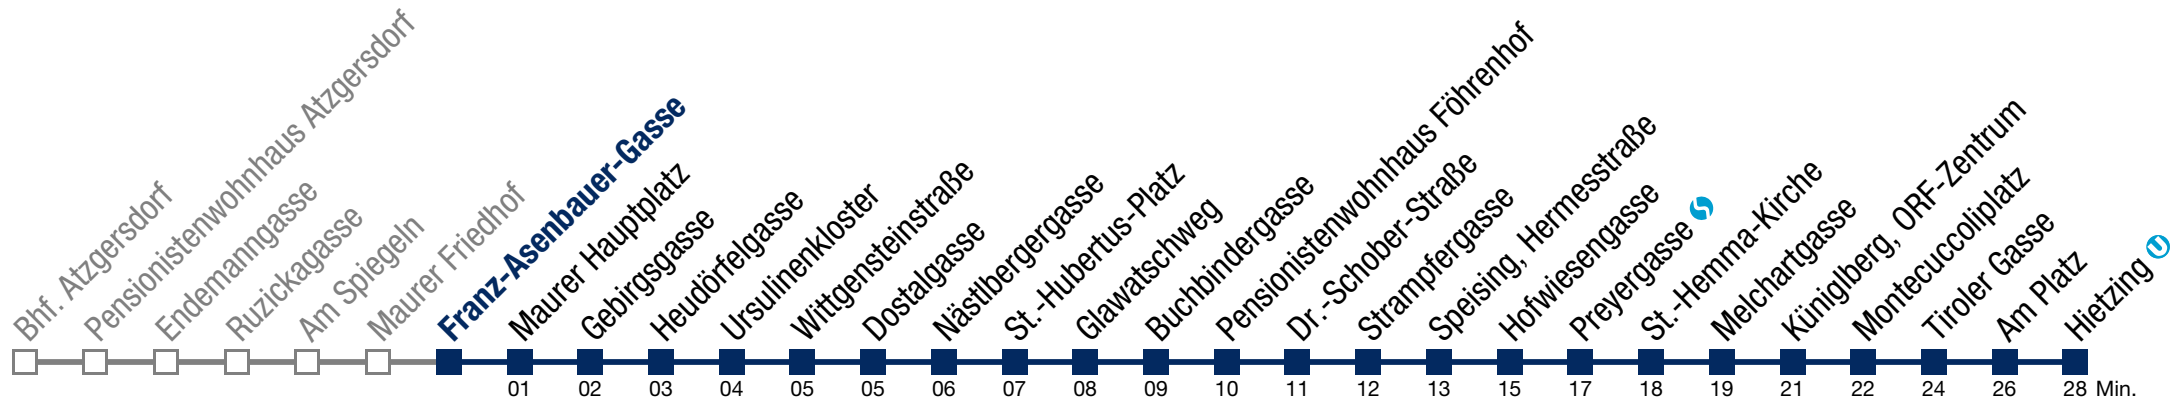 Bhf. Atzgersdorf
Pensionistenwohnhaus Atzgersdorf
Endemanngasse
Ruzickagasse
Am Spiegeln
Maurer Friedhof
Franz-Asenbauer-Gasse
Maurer Hauptplatz
Gebirgsgasse
Heudörfelgasse
Ursulinenkloster
Wittgensteinstraße
Dostalgasse
Nästlbergergasse
St.-Hubertus-Platz
Glawatschweg
Buchbindergasse
Pensionistenwohnhaus Föhrenhof
Dr.-Schober-Straße
Strampfergasse
Speising, Hermesstraße
Hofwiesengasse
Preyergasse S
St.-Hemma-Kirche
Melchartgasse
Küniglberg, ORF-Zentrum
Montecuccoliplatz
Tiroler Gasse
Am Platz
Hietzing U
01 02 03 04 05 05 06 07 08 09 10 11 12 13 15 17 18 19 21 22 24 26 28 Min.